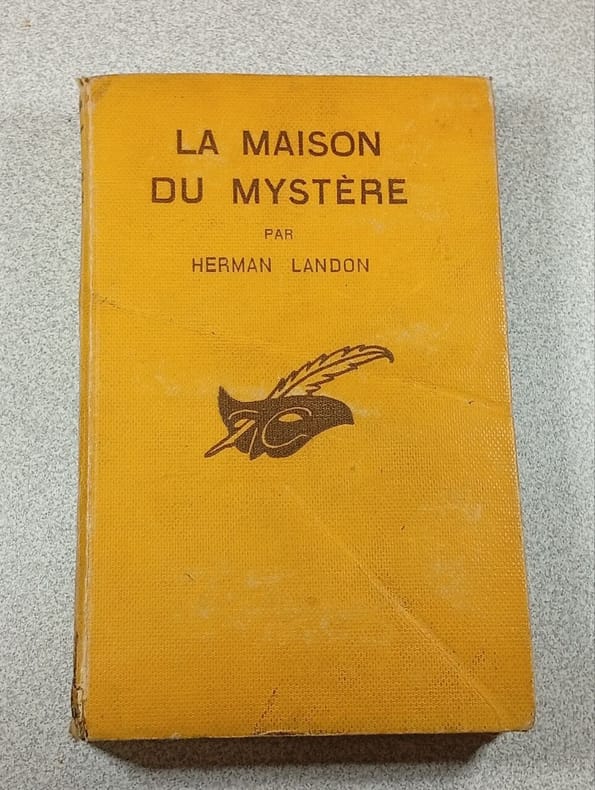 LA MAISON
DU MYSTÈRE
PAR
HERMAN LANDON